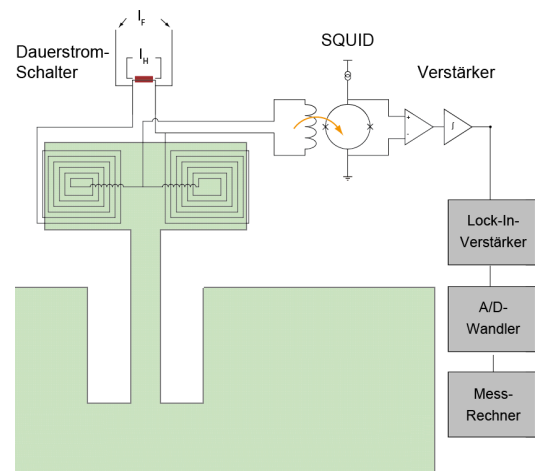 I_F
I_H
Dauerstrom-
Schalter
SQUID
Verstärker
+
-
∫
Lock-In-
Verstärker
A/D-
Wandler
Mess-
Rechner